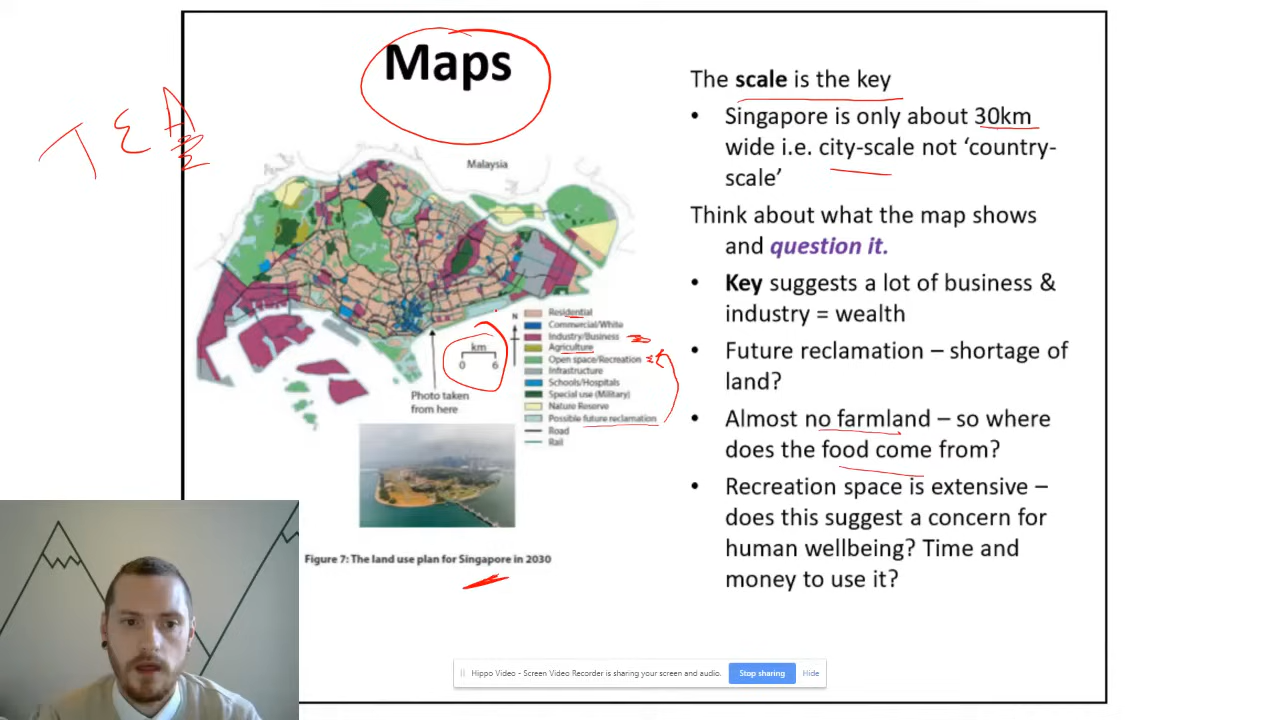 Maps
TEA
Malaysia
km
0 6
Photo taken
from here
N
Residential
Commercial/White
Industry/Business
Agriculture
Open space/Recreation
Infrastructure
Schools/Hospitals
Special use (Military)
Nature Reserve
Possible future reclamation
Road
Rail
Figure 7: The land use plan for Singapore in 2030
The scale is the key
• Singapore is only about 30km
wide i.e. city-scale not ‘country-
scale’
Think about what the map shows
and question it.
• Key suggests a lot of business &
industry = wealth
• Future reclamation – shortage of
land?
• Almost no farmland – so where
does the food come from?
• Recreation space is extensive –
does this suggest a concern for
human wellbeing? Time and
money to use it?
Hippo Video - Screen Video Recorder is sharing your screen and audio. Stop sharing Hide